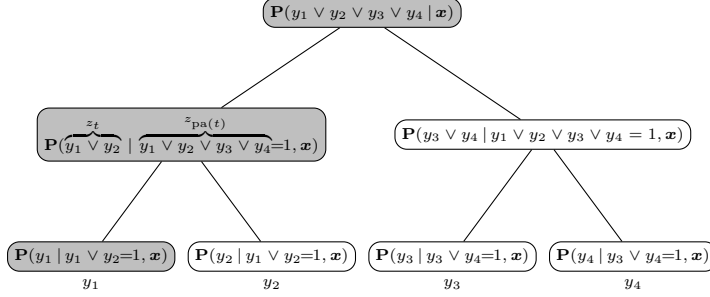 P(y₁ ∨ y₂ ∨ y₃ ∨ y₄ | x)
z_t z_pa(t)
P(y₁ ∨ y₂ | y₁ ∨ y₂ ∨ y₃ ∨ y₄=1, x)
P(y₃ ∨ y₄ | y₁ ∨ y₂ ∨ y₃ ∨ y₄ = 1, x)
P(y₁ | y₁ ∨ y₂=1, x) P(y₂ | y₁ ∨ y₂=1, x) P(y₃ | y₃ ∨ y₄=1, x) P(y₄ | y₃ ∨ y₄=1, x)
y₁ y₂ y₃ y₄